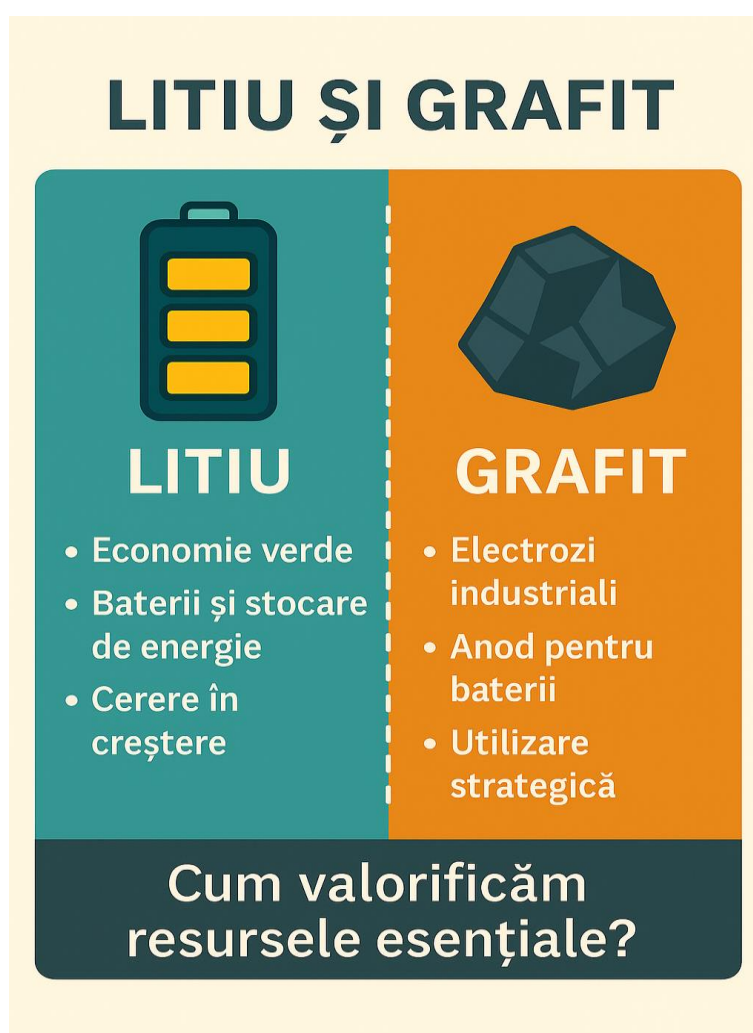 LITIU ȘI GRAFIT
LITIU
• Economie verde
• Baterii și stocare
de energie
• Cerere în
creștere
GRAFIT
• Electrozi
industriali
• Anod pentru
baterii
• Utilizare
strategică
Cum valorificăm
resursele esențiale?